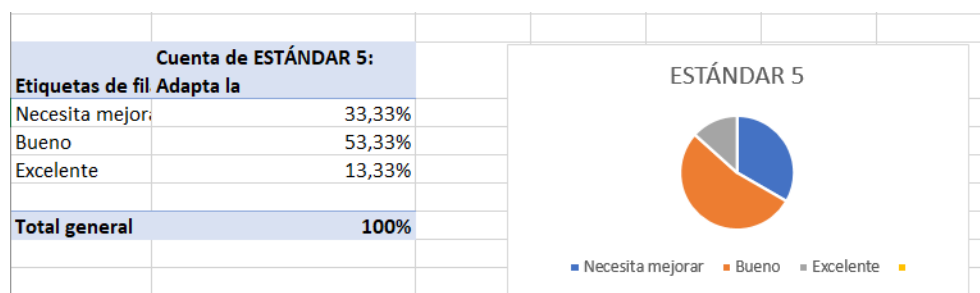 Cuenta de ESTÁNDAR 5:
Etiquetas de fil Adapta la
Necesita mejora 33,33%
Bueno 53,33%
Excelente 13,33%
Total general 100%
ESTÁNDAR 5
Necesita mejorar Bueno Excelente